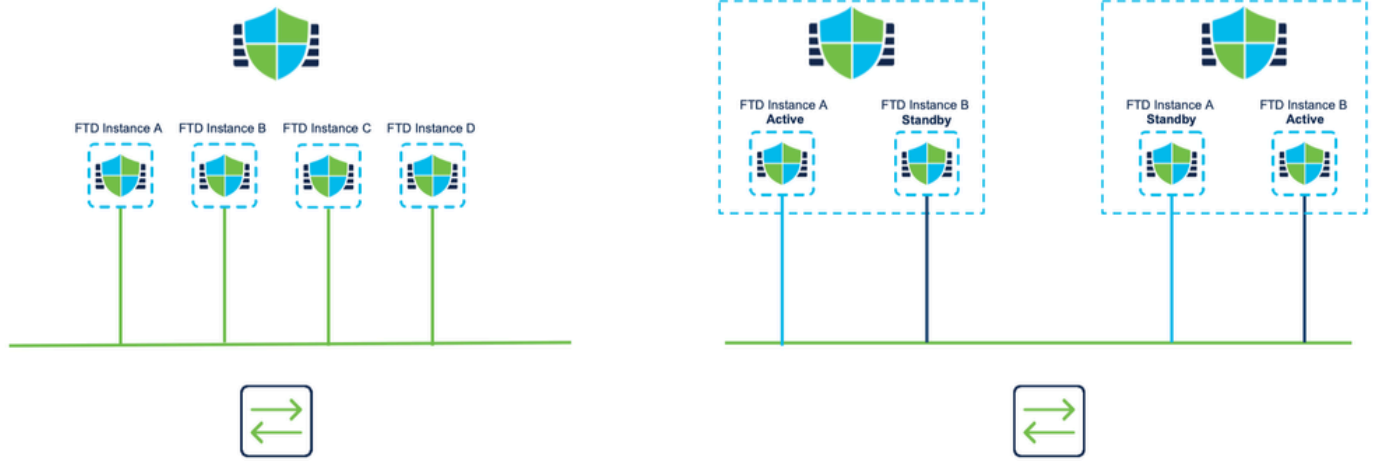 FTD Instance A
FTD Instance B
FTD Instance C
FTD Instance D
FTD Instance A
Active
FTD Instance B
Standby
FTD Instance A
Standby
FTD Instance B
Active